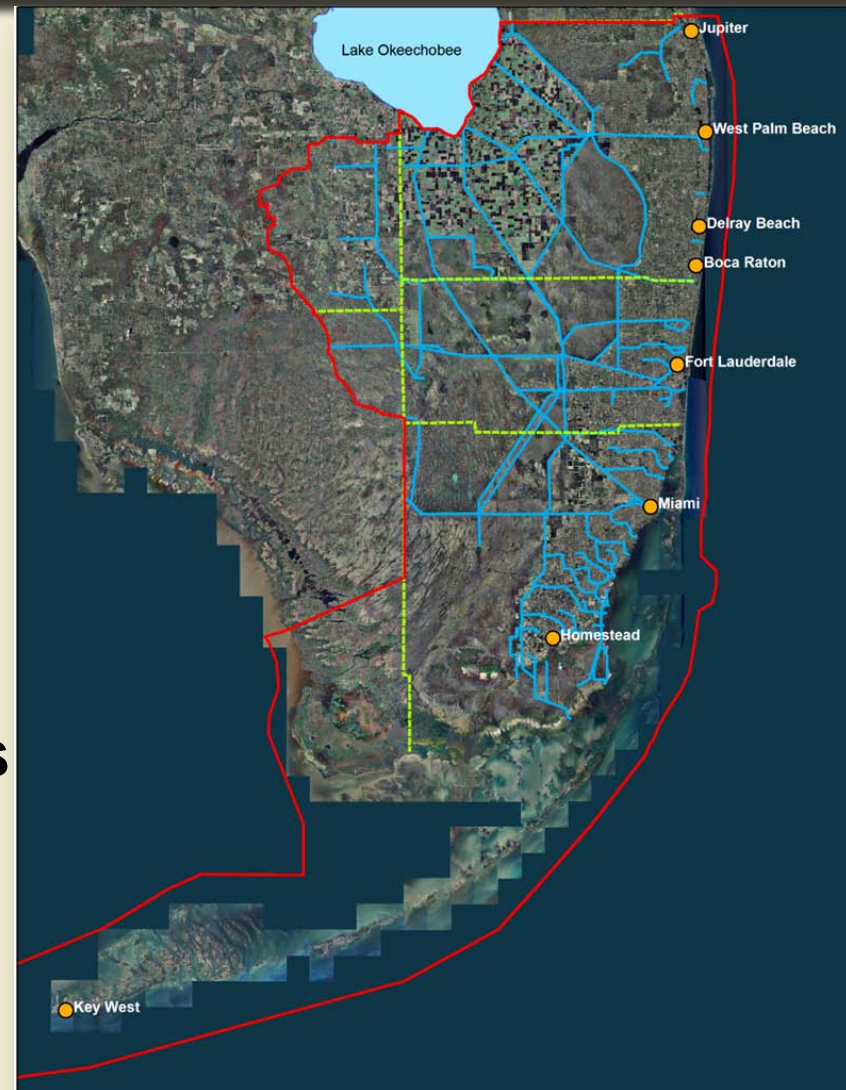 Lake Okeechobee
Jupiter
West Palm Beach
Delray Beach
Boca Raton
Fort Lauderdale
Miami
Homestead
s
Key West